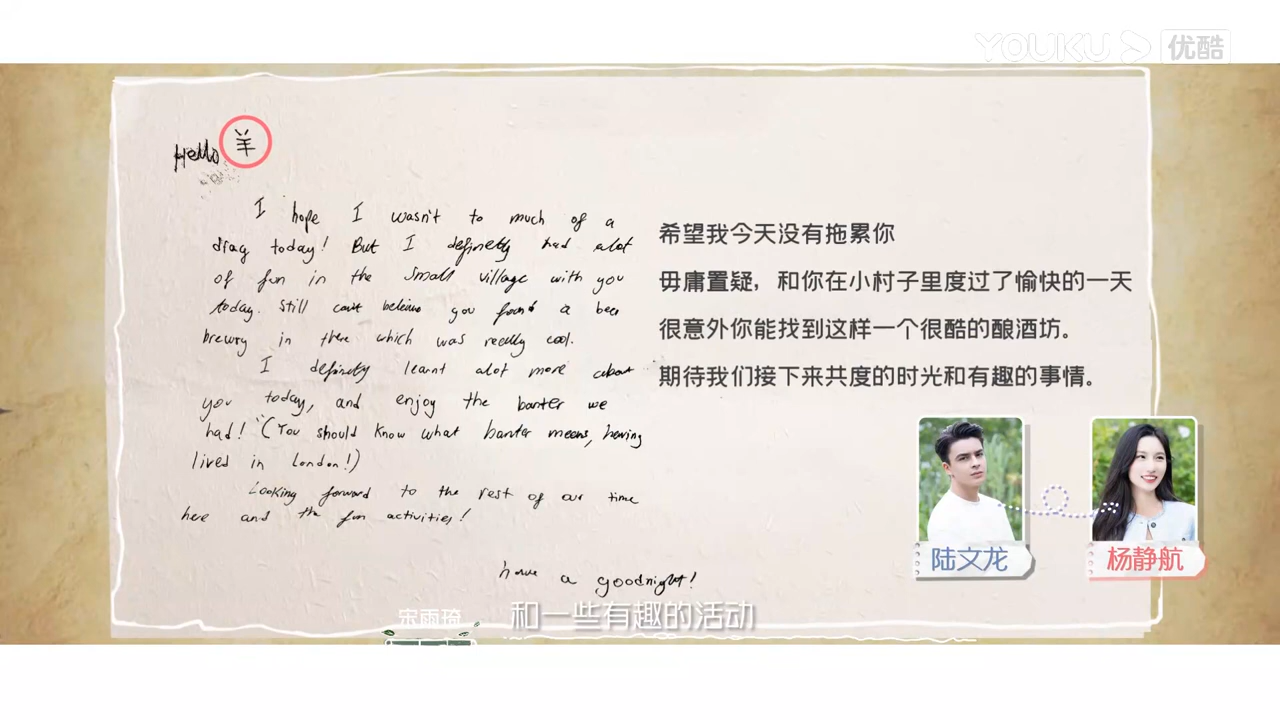 YOUKU 优酷
Hello 羊
I hope I wasn't to much of a
drag today! But I definetly had alot
of fun in the small village with you
today. Still can't believe you found a beer
brewry in there which was really cool.
I definetly learnt alot more about
you today, and enjoy the banter we
had! (You should know what banter means, having
lived in London!)
Looking forward to the rest of our time
here and the fun activities!
have a goodnight!
希望我今天没有拖累你
毋庸置疑，和你在小村子里度过了愉快的一天
很意外你能找到这样一个很酷的酿酒坊。
期待我们接下来共度的时光和有趣的事情。
陆文龙
杨静航
宋雨琦
和一些有趣的活动